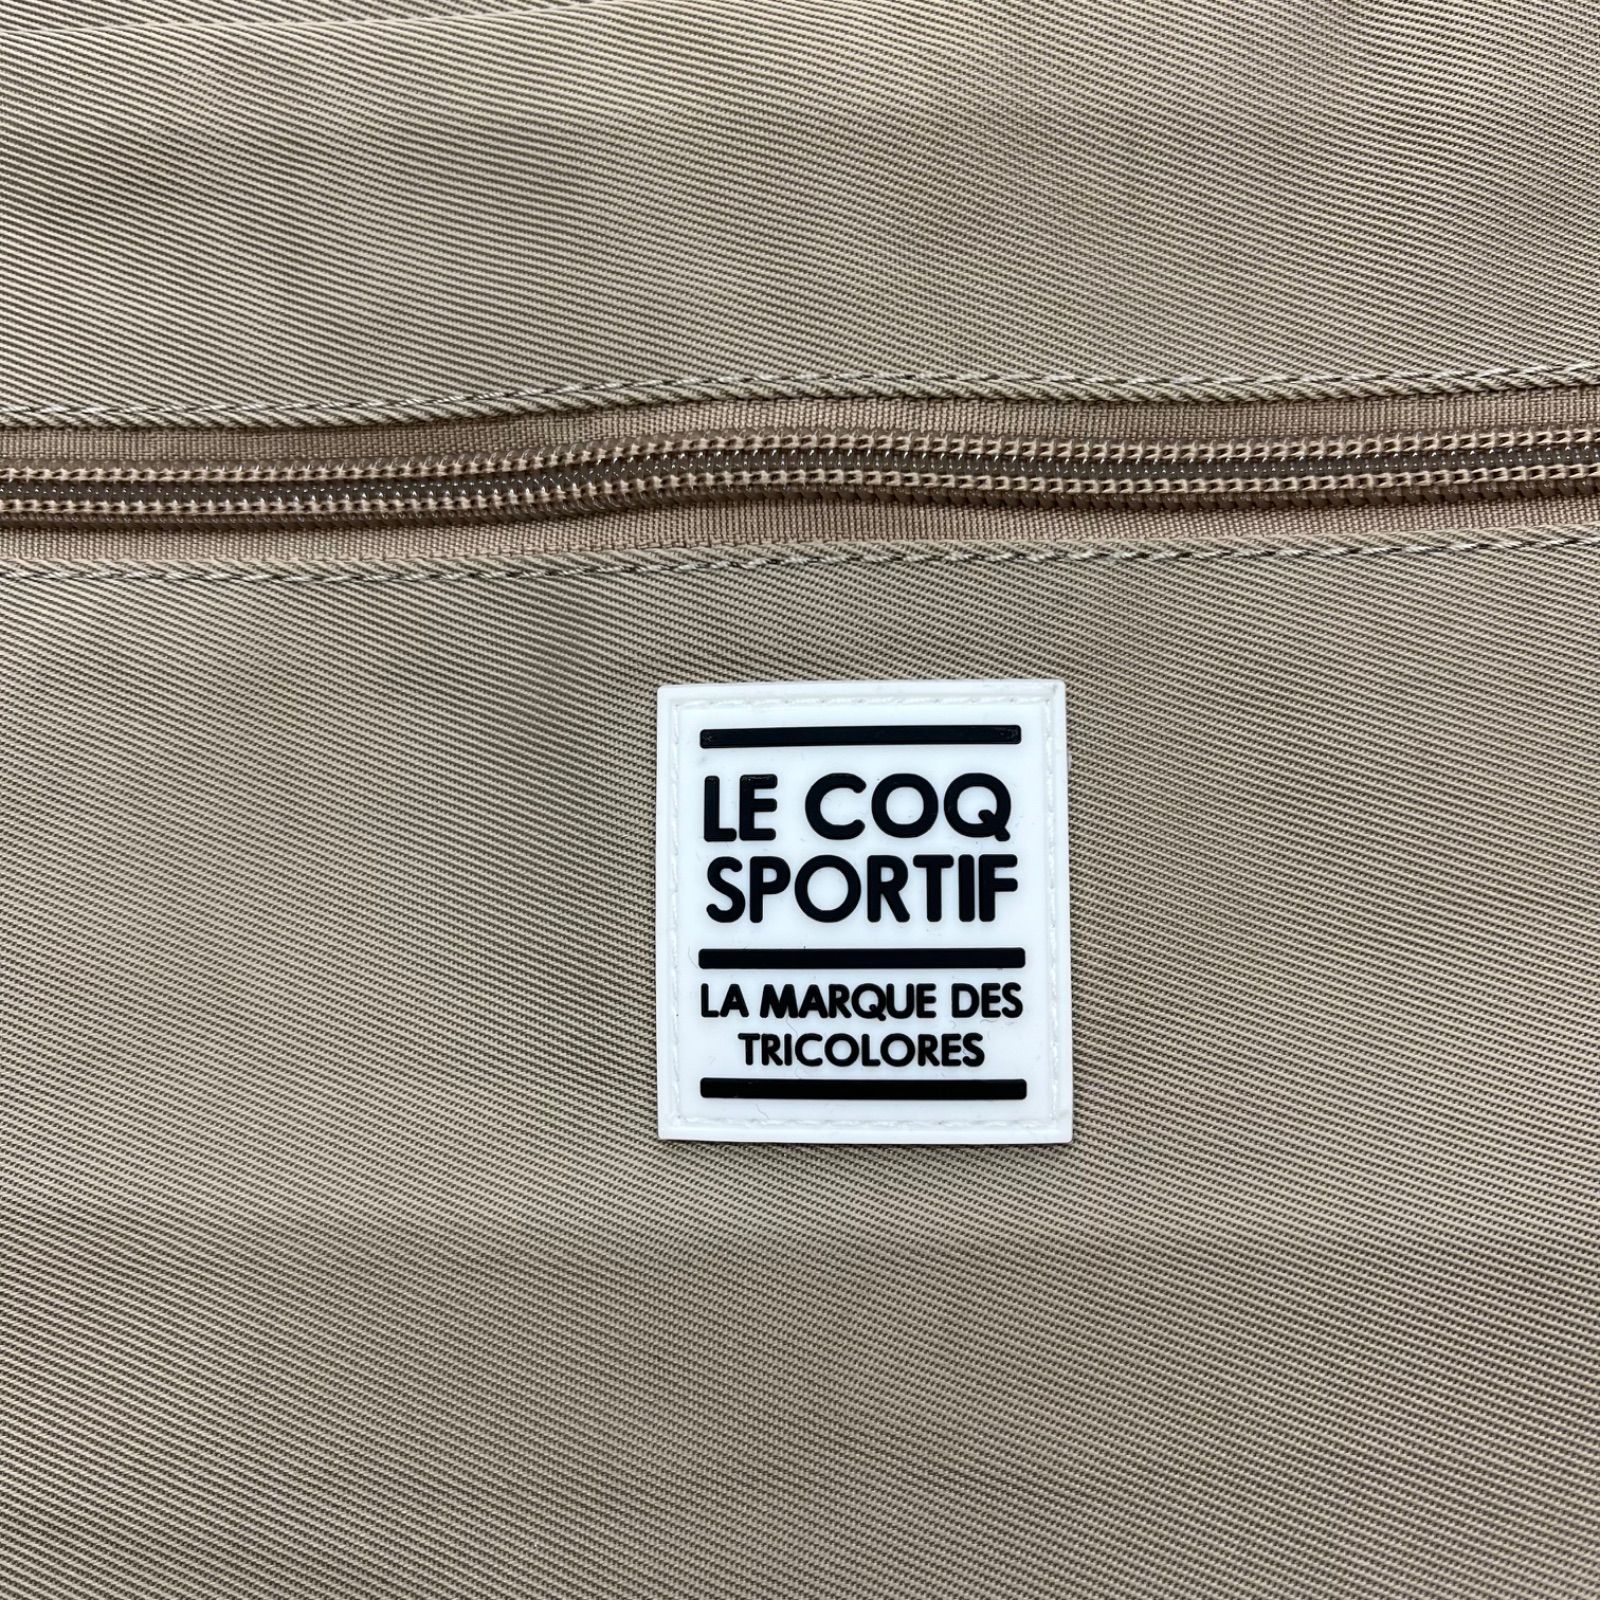 LE COQ
SPORTIF
LA MARQUE DES
TRICOLORES